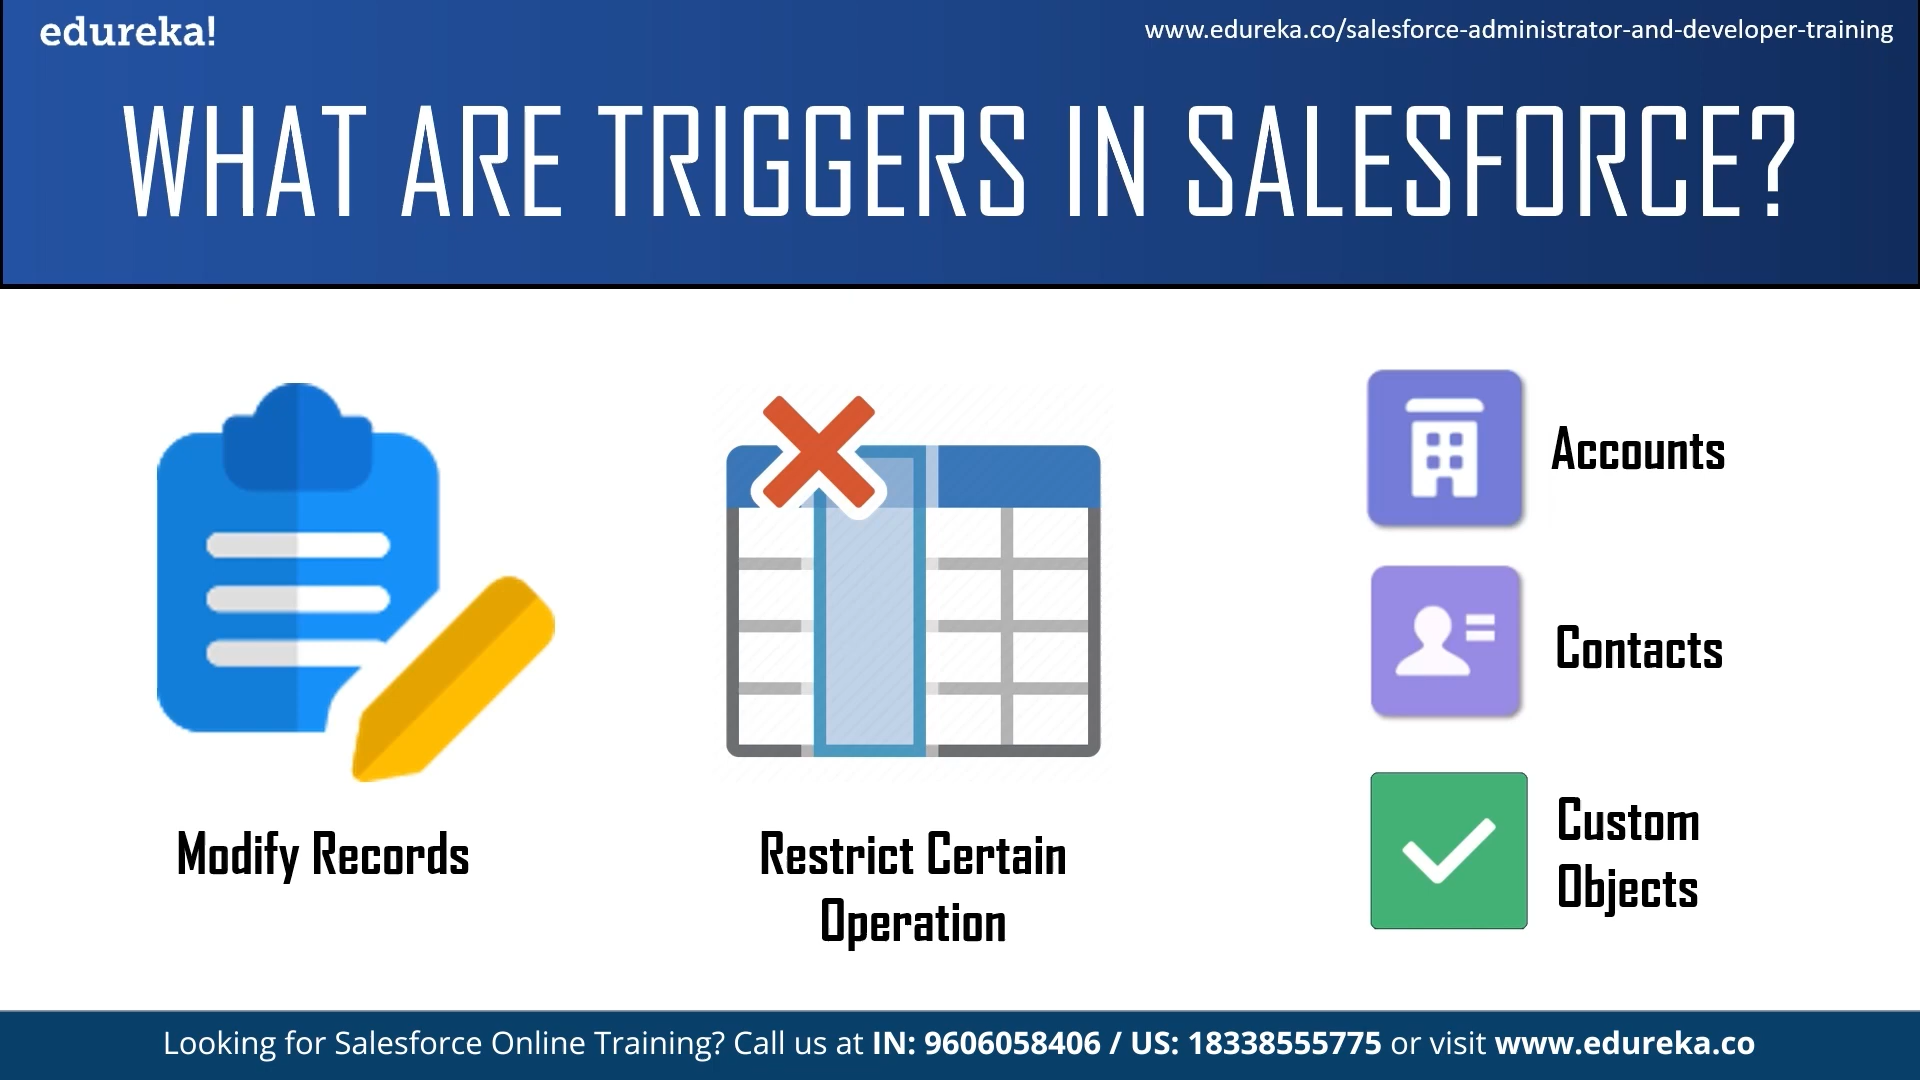 edureka!
www.edureka.co/salesforce-administrator-and-developer-training
WHAT ARE TRIGGERS IN SALESFORCE?
Modify Records
Restrict Certain
Operation
Accounts
Contacts
Custom
Objects
Looking for Salesforce Online Training? Call us at IN: 9606058406 / US: 18338555775 or visit www.edureka.co